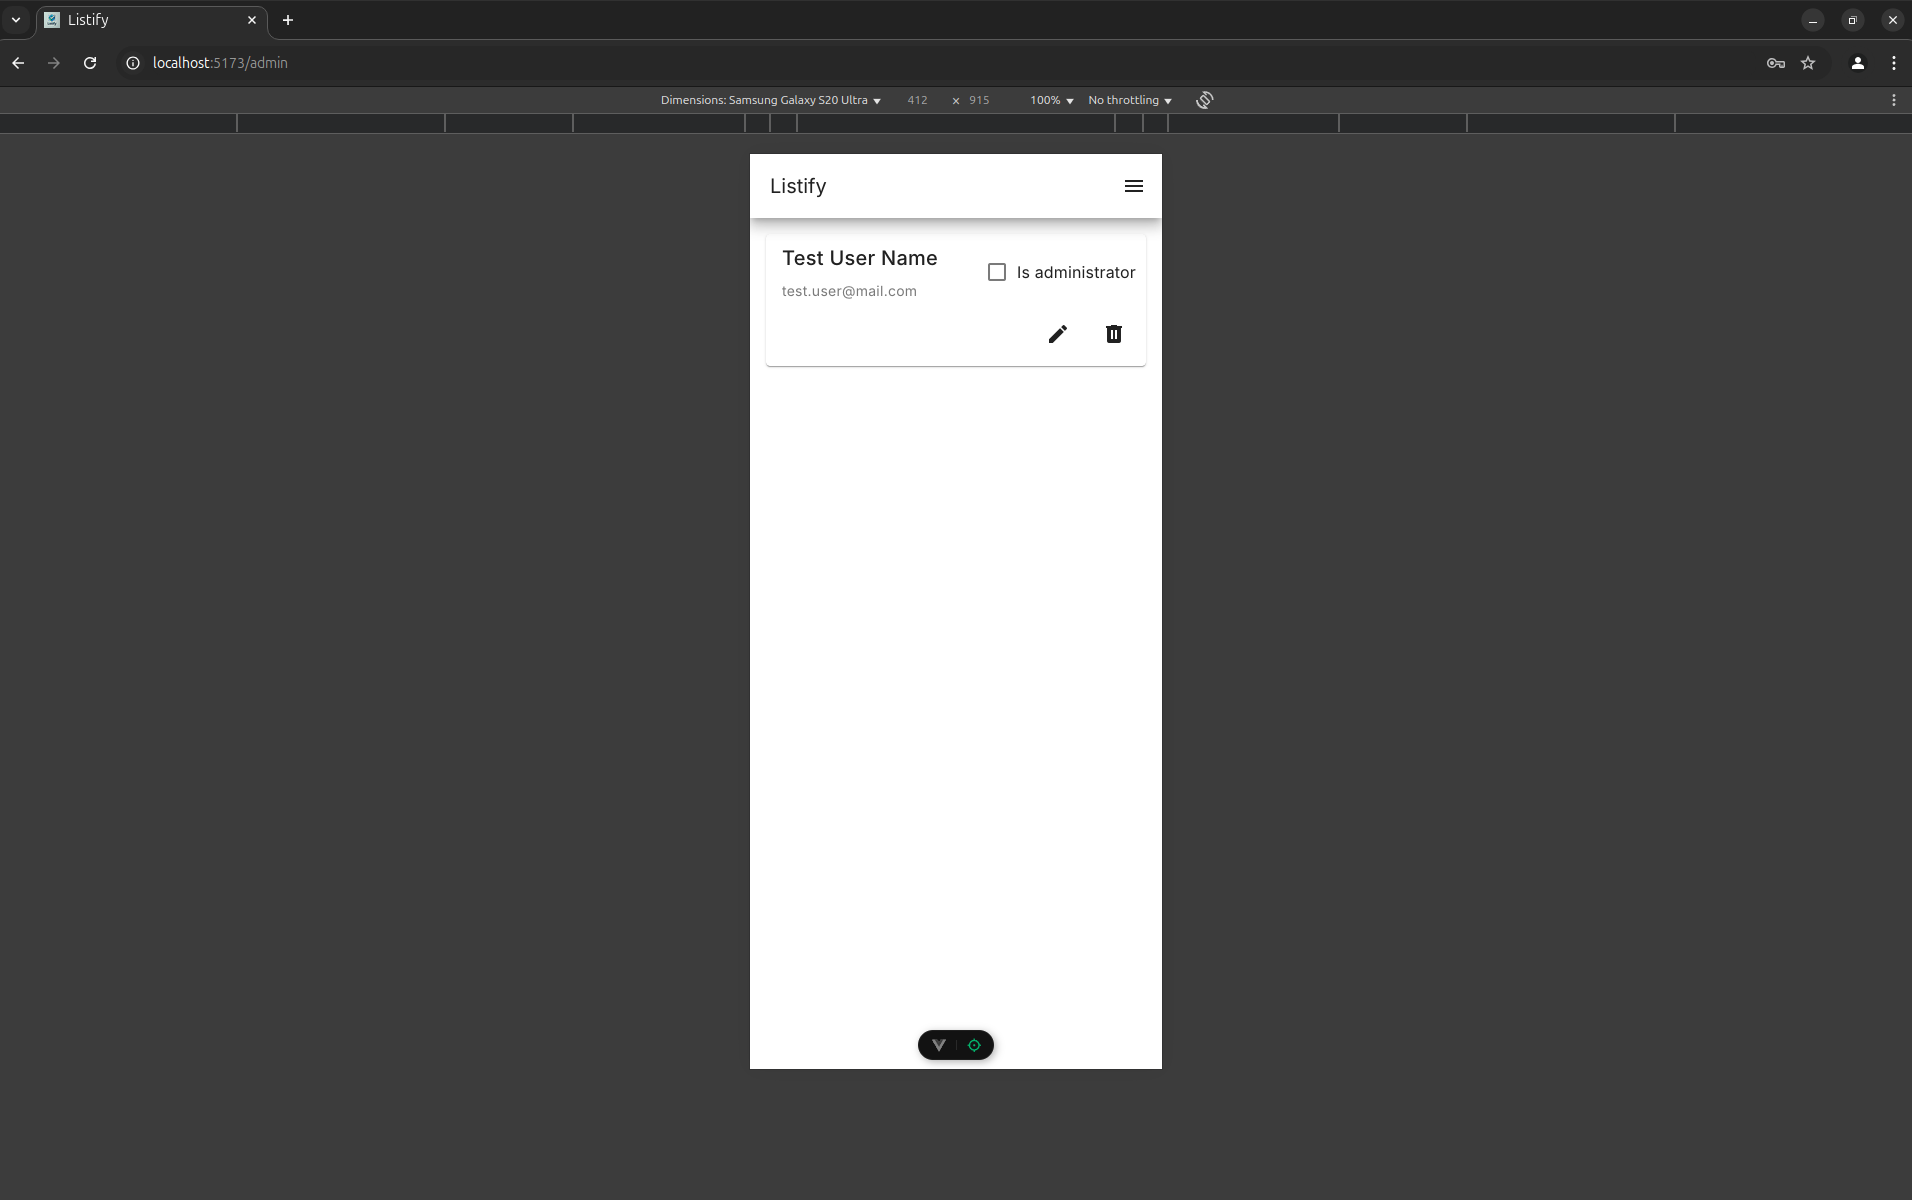 Listify
localhost:5173/admin
Dimensions: Samsung Galaxy S20 Ultra 412 × 915 100% No throttling
Listify
Test User Name
Is administrator
test.user@mail.com